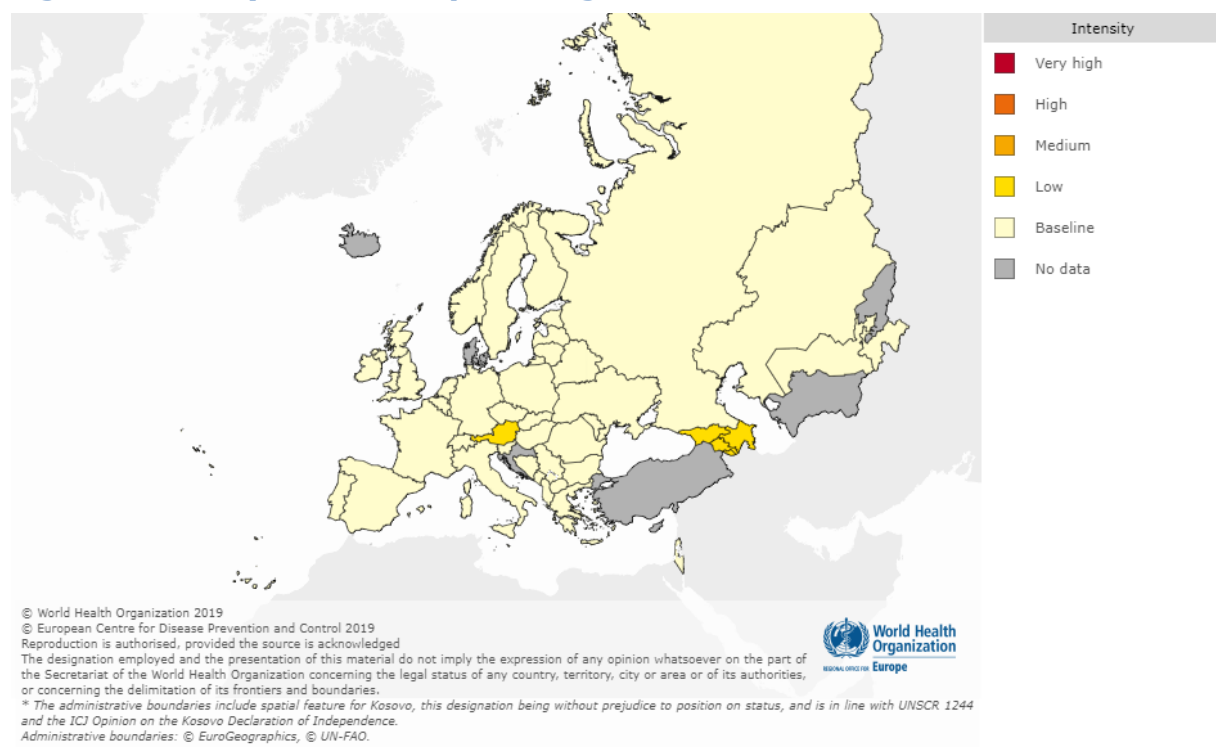 Intensity
Very high
High
Medium
Low
Baseline
No data
© World Health Organization 2019
© European Centre for Disease Prevention and Control 2019
Reproduction is authorised, provided the source is acknowledged
The designation employed and the presentation of this material do not imply the expression of any opinion whatsoever on the part of
the Secretariat of the World Health Organization concerning the legal status of any country, territory, city or area or of its authorities,
or concerning the delimitation of its frontiers and boundaries.
* The administrative boundaries include spatial feature for Kosovo, this designation being without prejudice to position on status, and is in line with UNSCR 1244
and the ICJ Opinion on the Kosovo Declaration of Independence.
Administrative boundaries: © EuroGeographics, © UN-FAO.
World Health
Organization
REGIONAL OFFICE FOR Europe